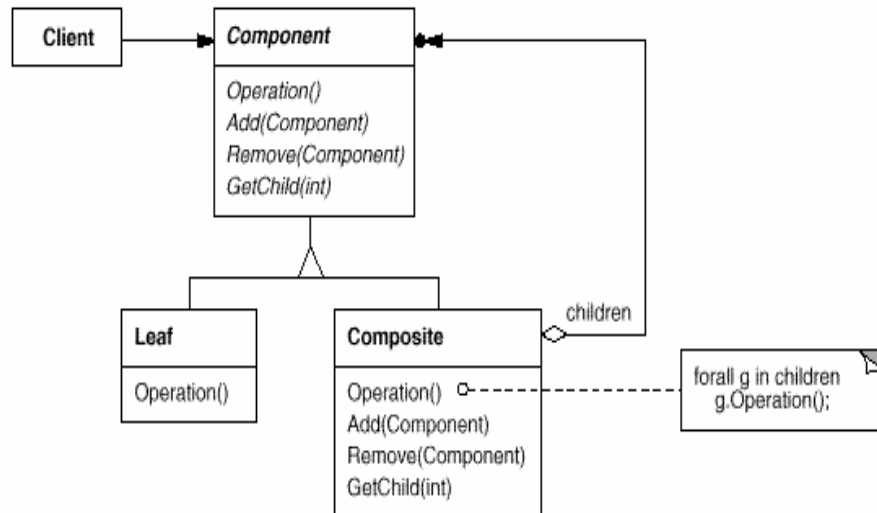 Client
Component
Operation()
Add(Component)
Remove(Component)
GetChild(int)
Leaf
Operation()
Composite
Operation()
Add(Component)
Remove(Component)
GetChild(int)
children
forall g in children
g.Operation();